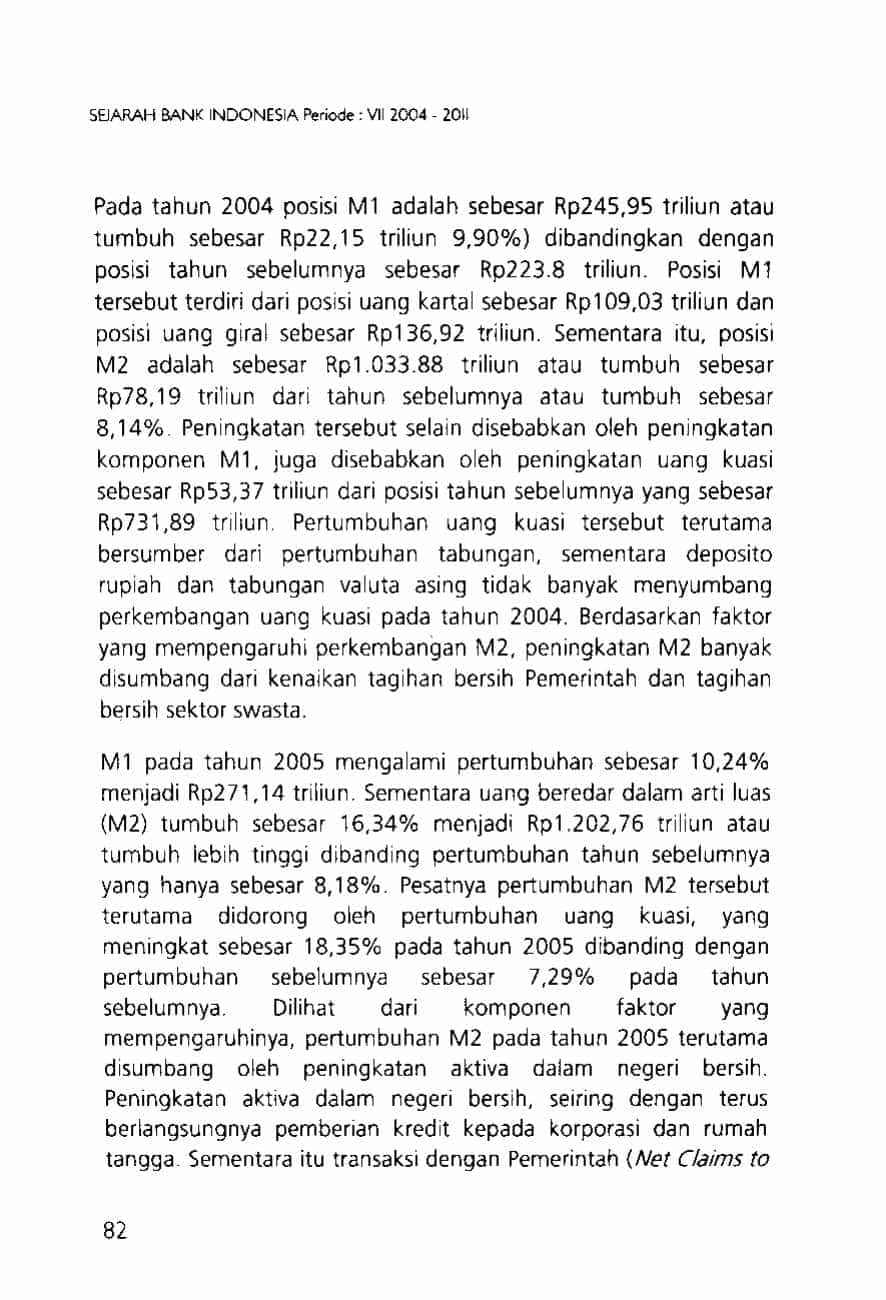 SEJARAH BANK INDONESIA Periode : VII 2004 - 2011
Pada tahun 2004 posisi M1 adalah sebesar Rp245,95 triliun atau
tumbuh sebesar Rp22,15 triliun 9,90%) dibandingkan dengan
posisi tahun sebelumnya sebesar Rp223.8 triliun. Posisi M1
tersebut terdiri dari posisi uang kartal sebesar Rp109,03 triliun dan
posisi uang giral sebesar Rp136,92 triliun. Sementara itu, posisi
M2 adalah sebesar Rp1.033.88 triliun atau tumbuh sebesar
Rp78,19 triliun dari tahun sebelumnya atau tumbuh sebesar
8,14%. Peningkatan tersebut selain disebabkan oleh peningkatan
komponen M1, juga disebabkan oleh peningkatan uang kuasi
sebesar Rp53,37 triliun dari posisi tahun sebelumnya yang sebesar
Rp731,89 triliun. Pertumbuhan uang kuasi tersebut terutama
bersumber dari pertumbuhan tabungan, sementara deposito
rupiah dan tabungan valuta asing tidak banyak menyumbang
perkembangan uang kuasi pada tahun 2004. Berdasarkan faktor
yang mempengaruhi perkembangan M2, peningkatan M2 banyak
disumbang dari kenaikan tagihan bersih Pemerintah dan tagihan
bersih sektor swasta.
M1 pada tahun 2005 mengalami pertumbuhan sebesar 10,24%
menjadi Rp271,14 triliun. Sementara uang beredar dalam arti luas
(M2) tumbuh sebesar 16,34% menjadi Rp1.202,76 triliun atau
tumbuh lebih tinggi dibanding pertumbuhan tahun sebelumnya
yang hanya sebesar 8,18%. Pesatnya pertumbuhan M2 tersebut
terutama didorong oleh pertumbuhan uang kuasi, yang
meningkat sebesar 18,35% pada tahun 2005 dibanding dengan
pertumbuhan sebelumnya sebesar 7,29% pada tahun
sebelumnya. Dilihat dari komponen faktor yang
mempengaruhinya, pertumbuhan M2 pada tahun 2005 terutama
disumbang oleh peningkatan aktiva dalam negeri bersih.
Peningkatan aktiva dalam negeri bersih, seiring dengan terus
berlangsungnya pemberian kredit kepada korporasi dan rumah
tangga. Sementara itu transaksi dengan Pemerintah (Net Claims to
82